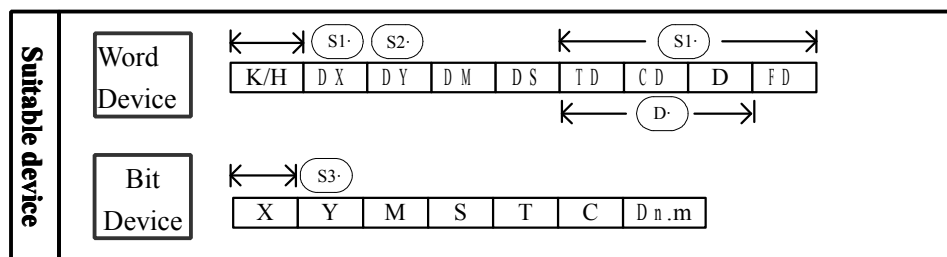 Suitable device
Word
Device
S1· S2· S1·
K/H DX DY DM DS TD CD D FD
D·
Bit
Device
S3·
X Y M S T C Dn.m